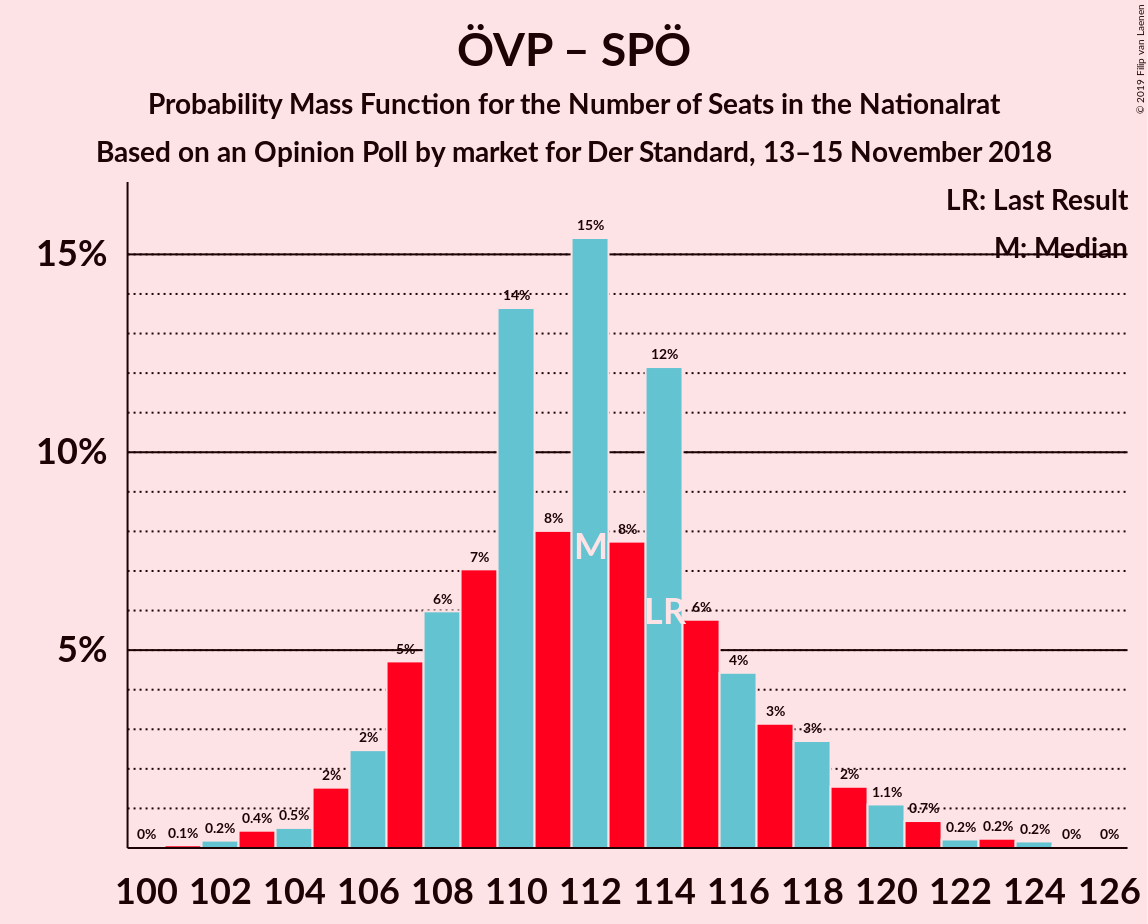 ÖVP – SPÖ
Probability Mass Function for the Number of Seats in the Nationalrat
Based on an Opinion Poll by market for Der Standard, 13–15 November 2018
© 2019 Filip van Laenen
LR: Last Result
M: Median
15%
10%
5%
0% 0.1% 0.2% 0.4% 0.5% 2% 2% 5% 6% 7% 14% 8% 15% 8% 12% 6% 4% 3% 3% 2% 1.1% 0.7% 0.2% 0.2% 0.2% 0% 0%
M
LR
100 102 104 106 108 110 112 114 116 118 120 122 124 126